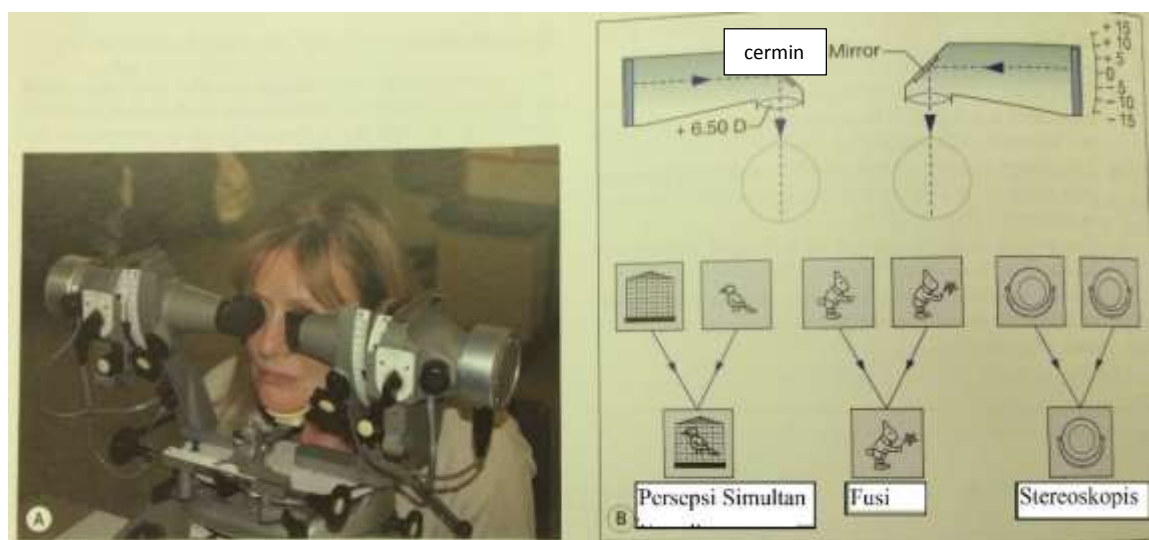 cermin
Mirror
+ 6.50 D
+ 15
+ 10
+ 5
0
- 5
- 10
- 15
Persepsi Simultan
Fusi
Stereoskopis
A
B